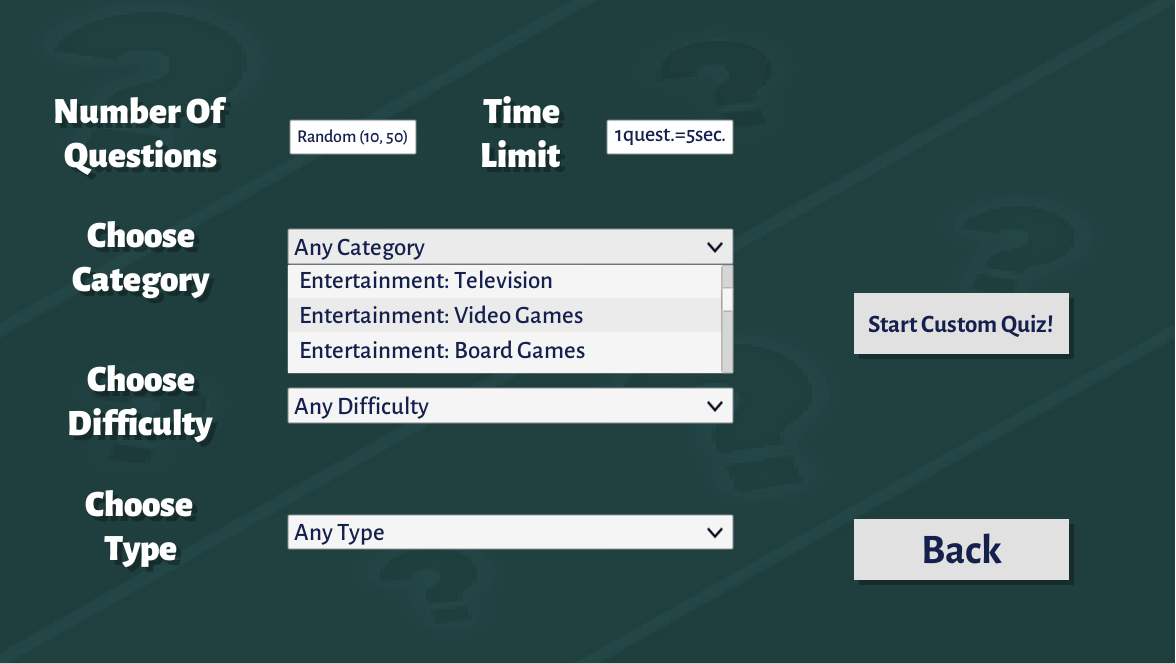 Number Of
Questions
Random (10, 50)
Time
Limit
1quest.=5sec.
Choose
Category
Any Category
Entertainment: Television
Entertainment: Video Games
Entertainment: Board Games
Start Custom Quiz!
Choose
Difficulty
Any Difficulty
Choose
Type
Any Type
Back